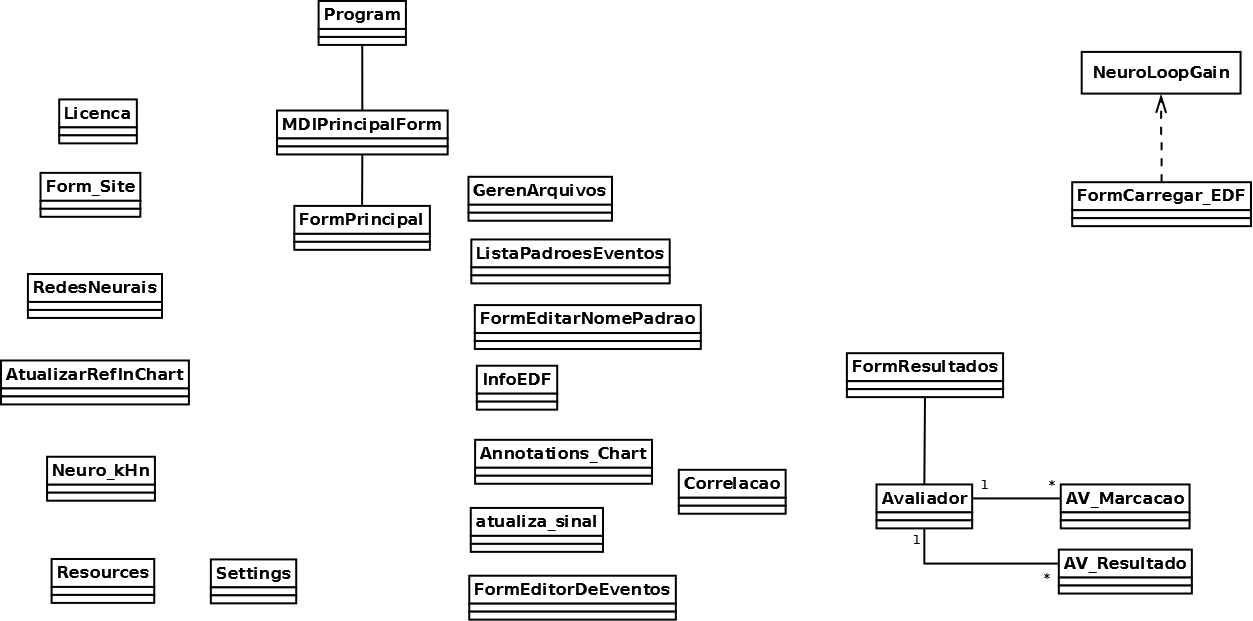 Program
NeuroLoopGain
Licenca
MDIPrincipalForm
Form_Site
GerenArquivos
FormCarregar_EDF
FormPrincipal
ListaPadroesEventos
RedesNeurais
FormEditarNomePadrao
AtualizarRefInChart
InfoEDF
FormResultados
Neuro_kHn
Annotations_Chart
Correlacao
Avaliador
1
*
AV_Marcacao
atualiza_sinal
1
*
AV_Resultado
Resources
Settings
FormEditorDeEventos